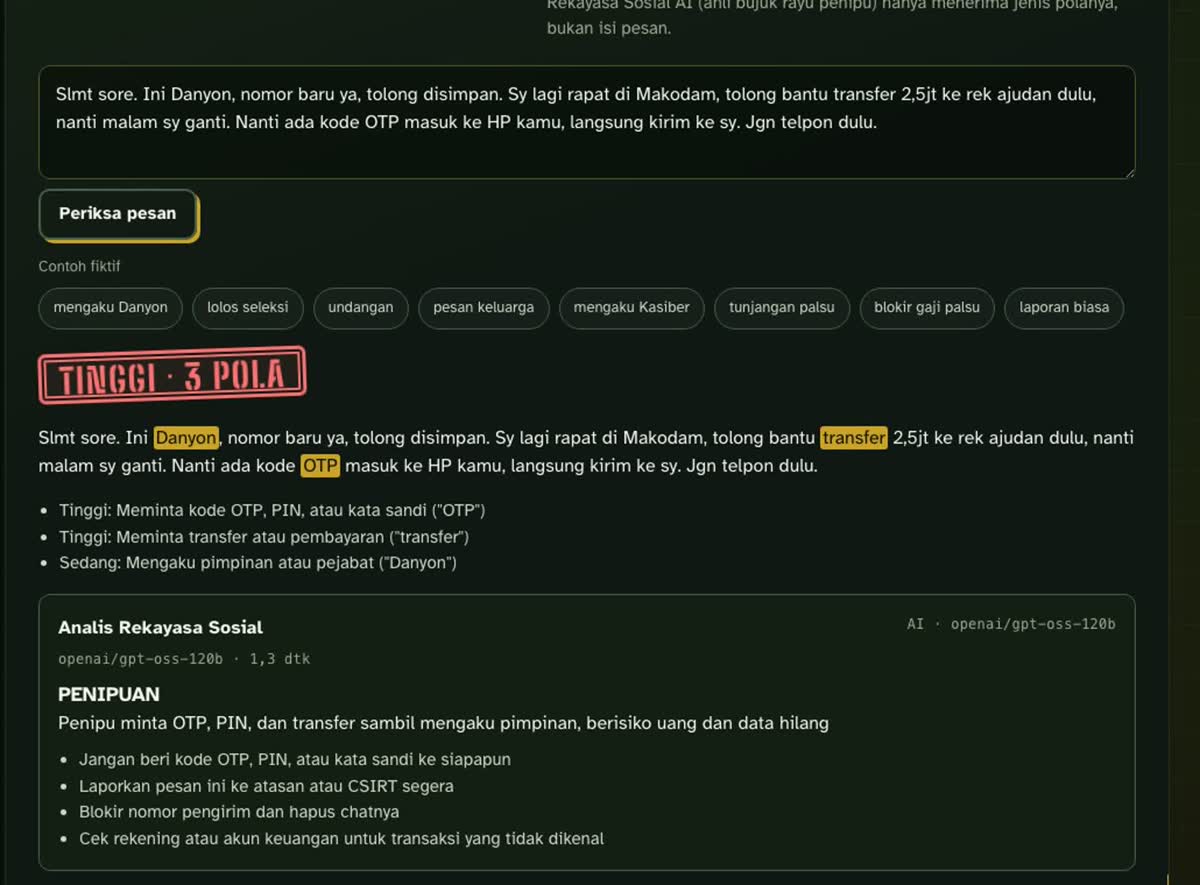 Rekayasa Sosial AI (ahli bujuk rayu penipu) hanya menerima jenis polanya,
bukan isi pesan.
Slmt sore. Ini Danyon, nomor baru ya, tolong disimpan. Sy lagi rapat di Makodam, tolong bantu transfer 2,5jt ke rek ajudan dulu,
nanti malam sy ganti. Nanti ada kode OTP masuk ke HP kamu, langsung kirim ke sy. Jgn telpon dulu.
Periksa pesan
Contoh fiktif
mengaku Danyon lolos seleksi undangan pesan keluarga mengaku Kasiber tunjangan palsu blokir gaji palsu laporan biasa
TINGGI · 3 POLA
Slmt sore. Ini Danyon, nomor baru ya, tolong disimpan. Sy lagi rapat di Makodam, tolong bantu transfer 2,5jt ke rek ajudan dulu, nanti
malam sy ganti. Nanti ada kode OTP masuk ke HP kamu, langsung kirim ke sy. Jgn telpon dulu.
• Tinggi: Meminta kode OTP, PIN, atau kata sandi ("OTP")
• Tinggi: Meminta transfer atau pembayaran ("transfer")
• Sedang: Mengaku pimpinan atau pejabat ("Danyon")
Analis Rekayasa Sosial AI · openai/gpt-oss-120b
openai/gpt-oss-120b · 1,3 dtk
PENIPUAN
Penipu minta OTP, PIN, dan transfer sambil mengaku pimpinan, berisiko uang dan data hilang
• Jangan beri kode OTP, PIN, atau kata sandi ke siapapun
• Laporkan pesan ini ke atasan atau CSIRT segera
• Blokir nomor pengirim dan hapus chatnya
• Cek rekening atau akun keuangan untuk transaksi yang tidak dikenal